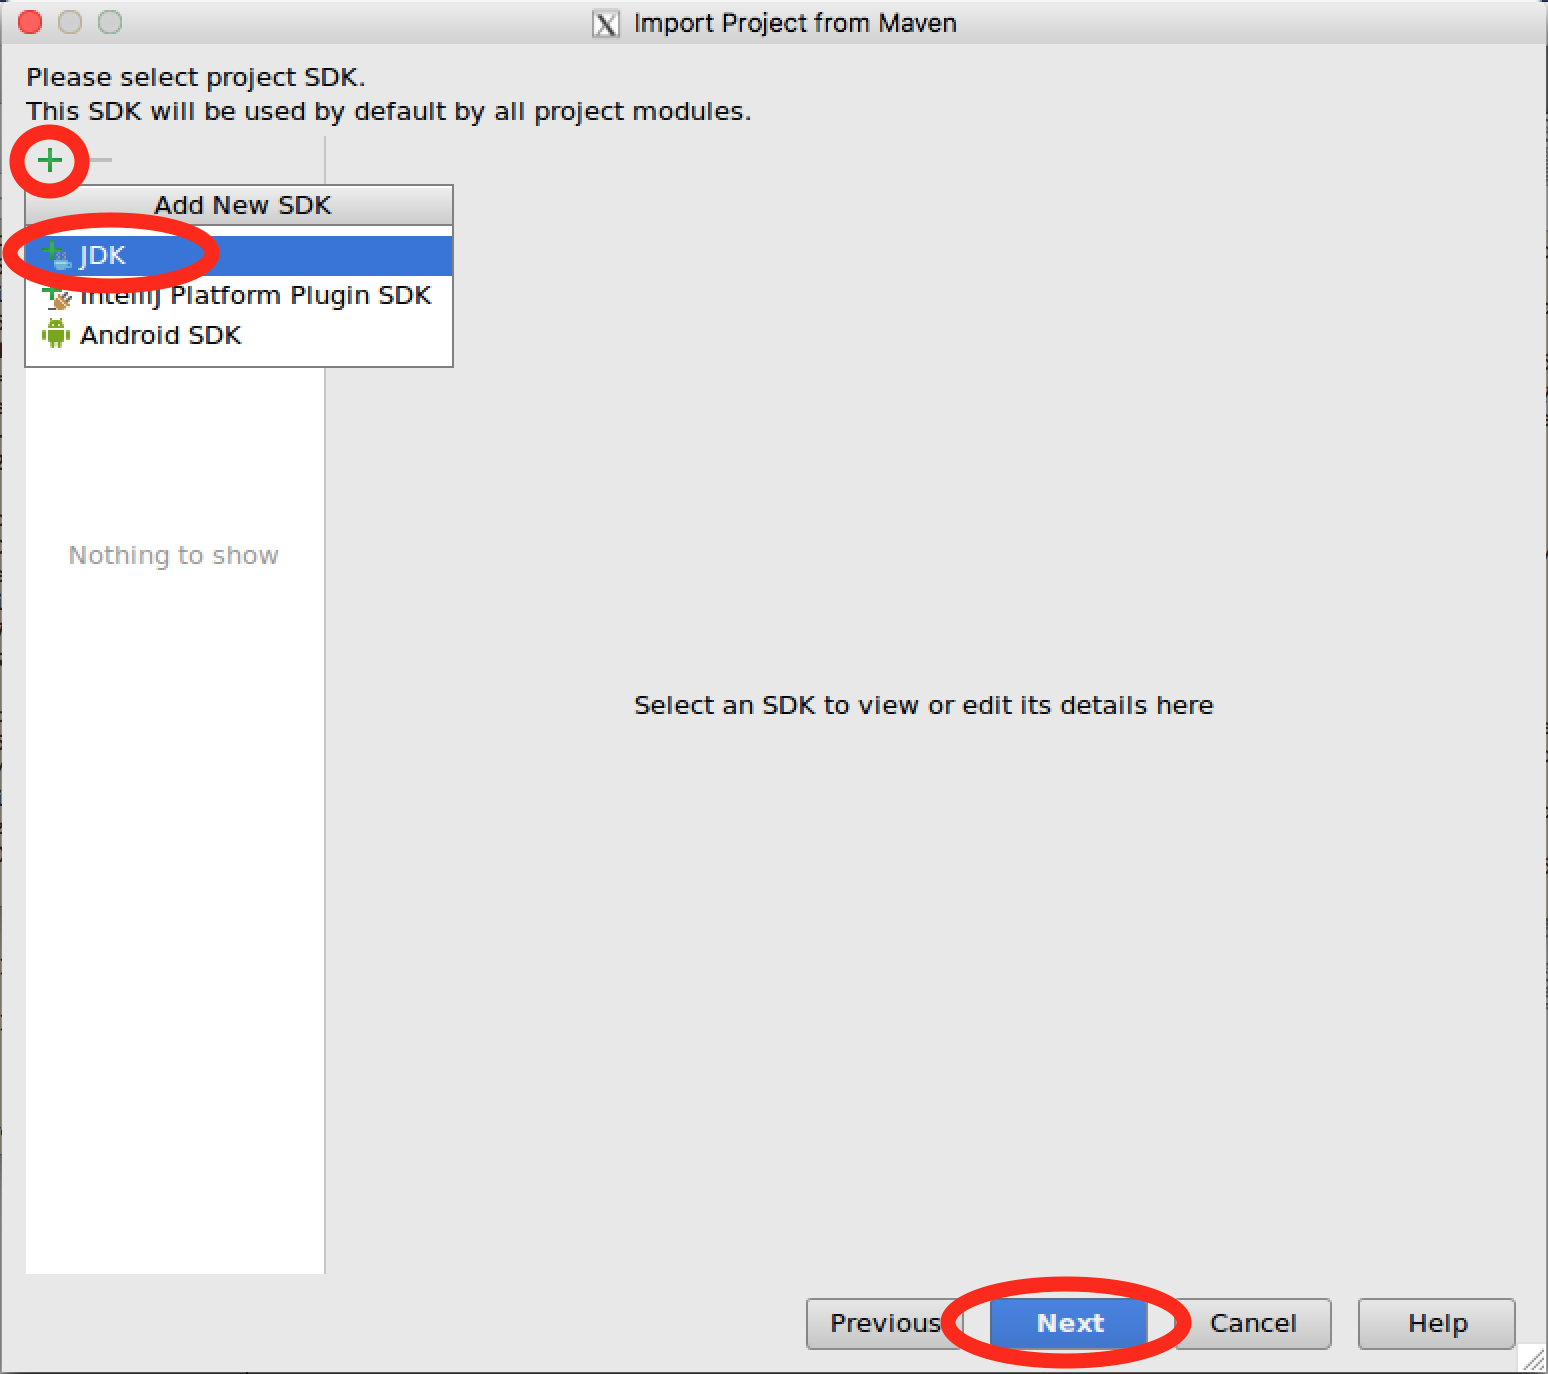 Import Project from Maven
Please select project SDK.
This SDK will be used by default by all project modules.
Add New SDK
JDK
IntelliJ Platform Plugin SDK
Android SDK
Nothing to show
Select an SDK to view or edit its details here
Previous
Next
Cancel
Help